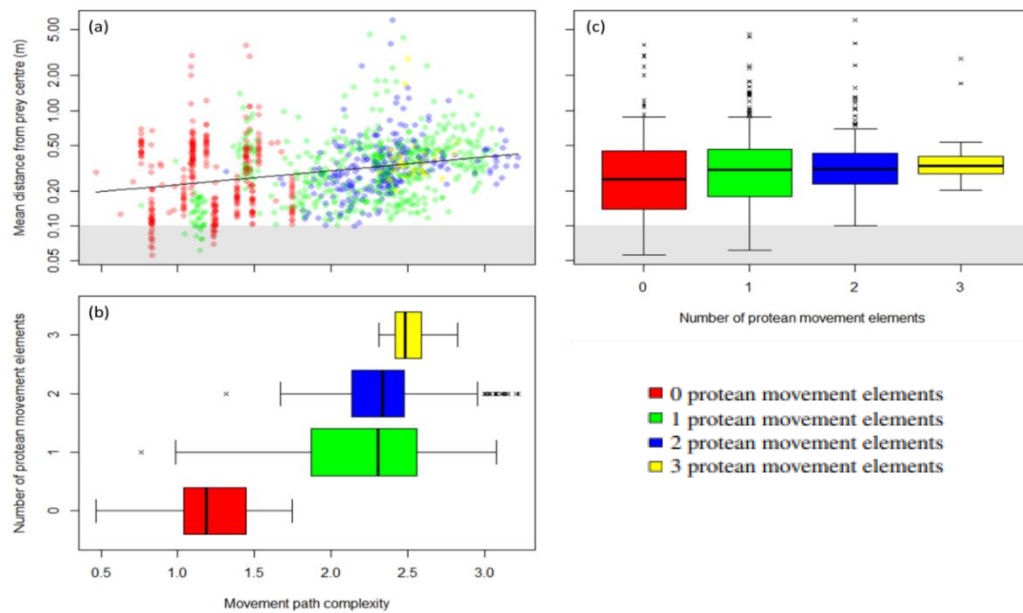 (a)
Mean distance from prey centre (m)
5.00
2.00
1.00
0.50
0.20
0.10
0.05
(c)
0 1 2 3
Number of protean movement elements
(b)
Number of protean movement elements
3
2
1
0
0.5 1.0 1.5 2.0 2.5 3.0
Movement path complexity
0 protean movement elements
1 protean movement elements
2 protean movement elements
3 protean movement elements